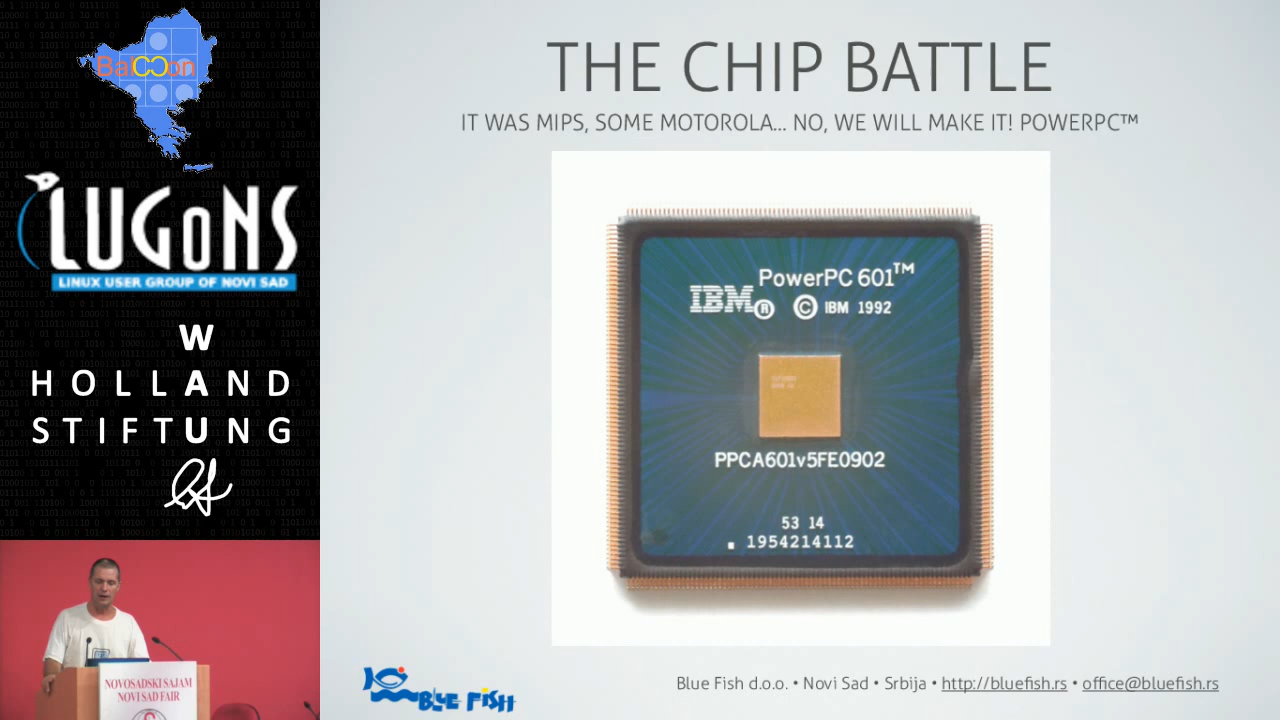 BalCCon
LUGoNS
LINUX USER GROUP OF NOVI SAD
W
HOLLAND
STIFTUNG
NOVOSADSKI SAJAM
NOVI SAD FAIR
THE CHIP BATTLE
IT WAS MIPS, SOME MOTOROLA... NO, WE WILL MAKE IT! POWERPC™
PowerPC 601™
IBM® © IBM 1992
PPCA601v5FE0902
53 14
1954214112
BLUE FISH
Blue Fish d.o.o. • Novi Sad • Srbija • http://bluefish.rs • office@bluefish.rs